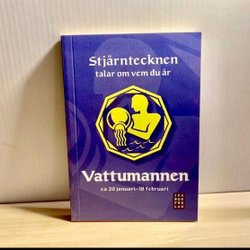 Stjärntecknen
talar om vem du är
Vattumannen
ca 20 januari–18 februari